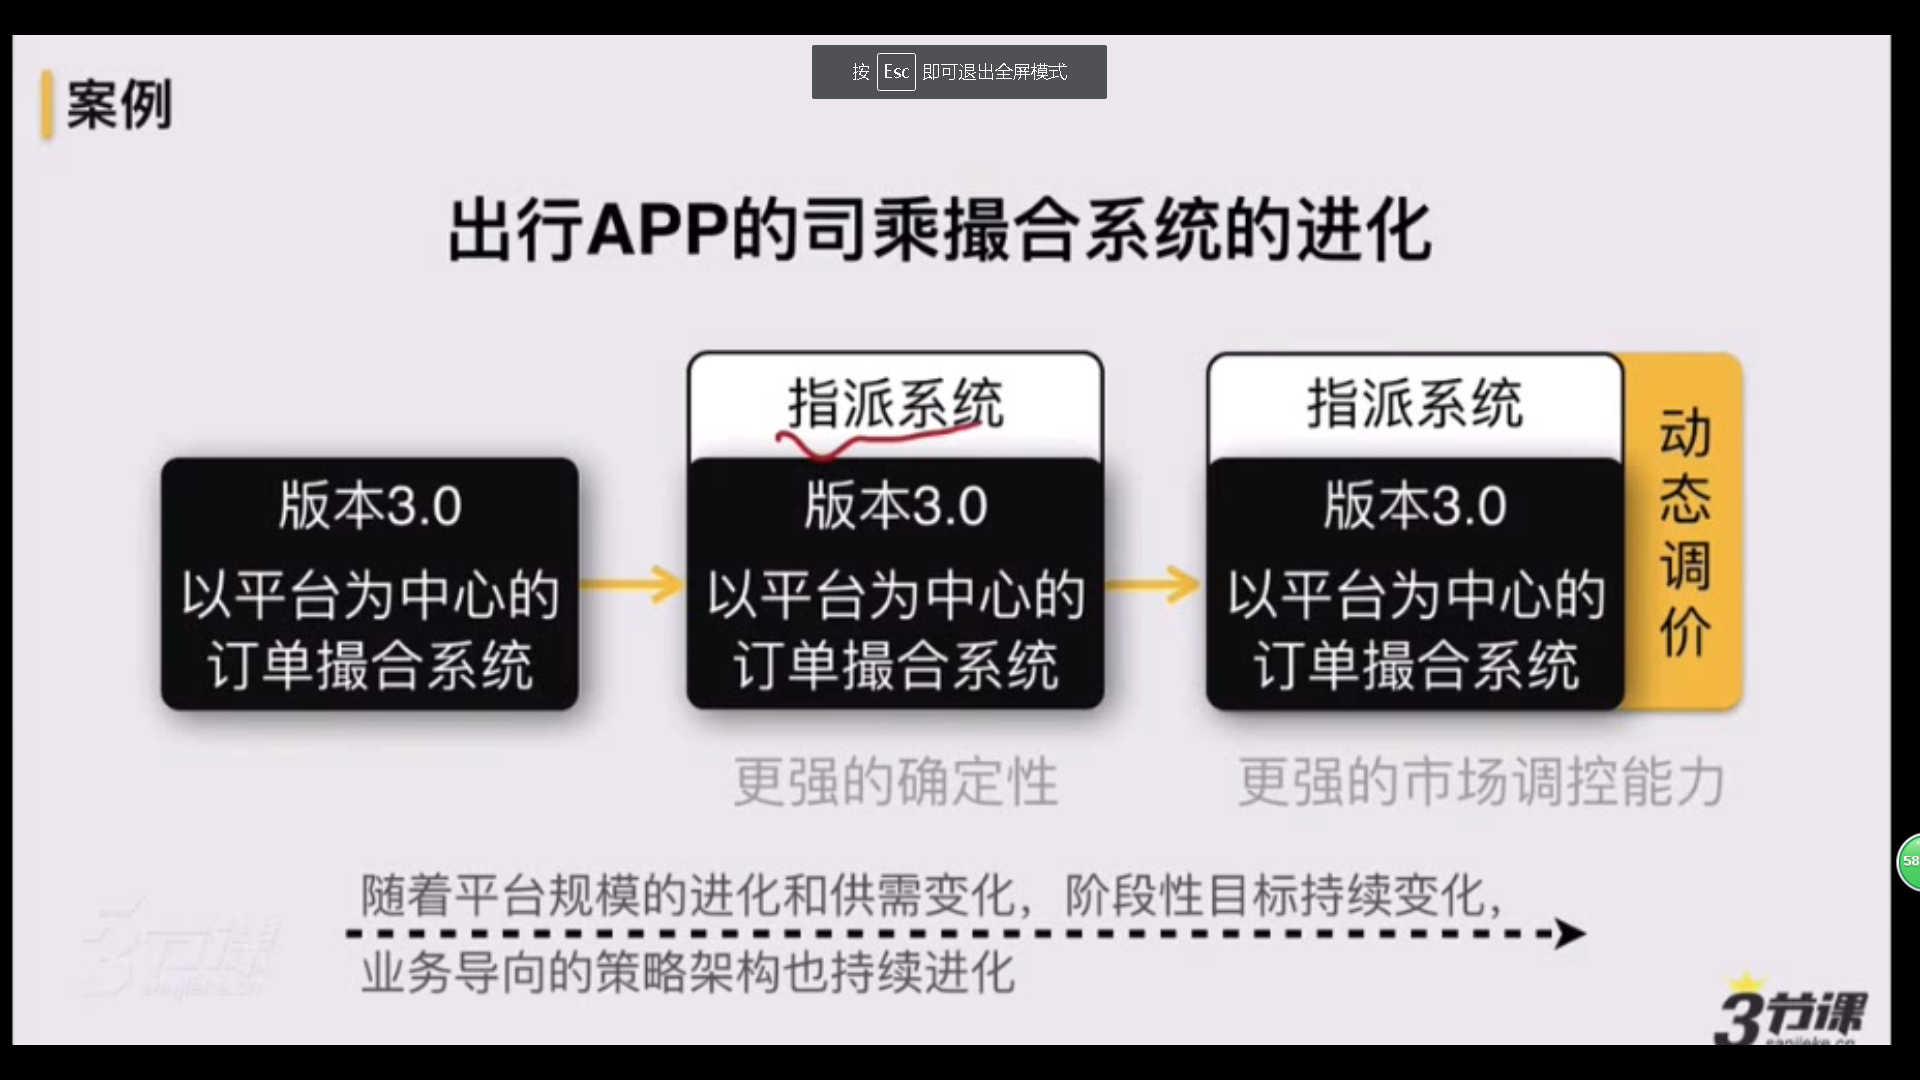 按 Esc 即可退出全屏模式
案例
出行APP的司乘撮合系统的进化
版本3.0
以平台为中心的
订单撮合系统
指派系统
版本3.0
以平台为中心的
订单撮合系统
更强的确定性
指派系统
版本3.0
以平台为中心的
订单撮合系统
动态调价
更强的市场调控能力
随着平台规模的进化和供需变化，阶段性目标持续变化，
业务导向的策略架构也持续进化
3节课
sanjieke.cn
3节课
sanjieke.cn
58